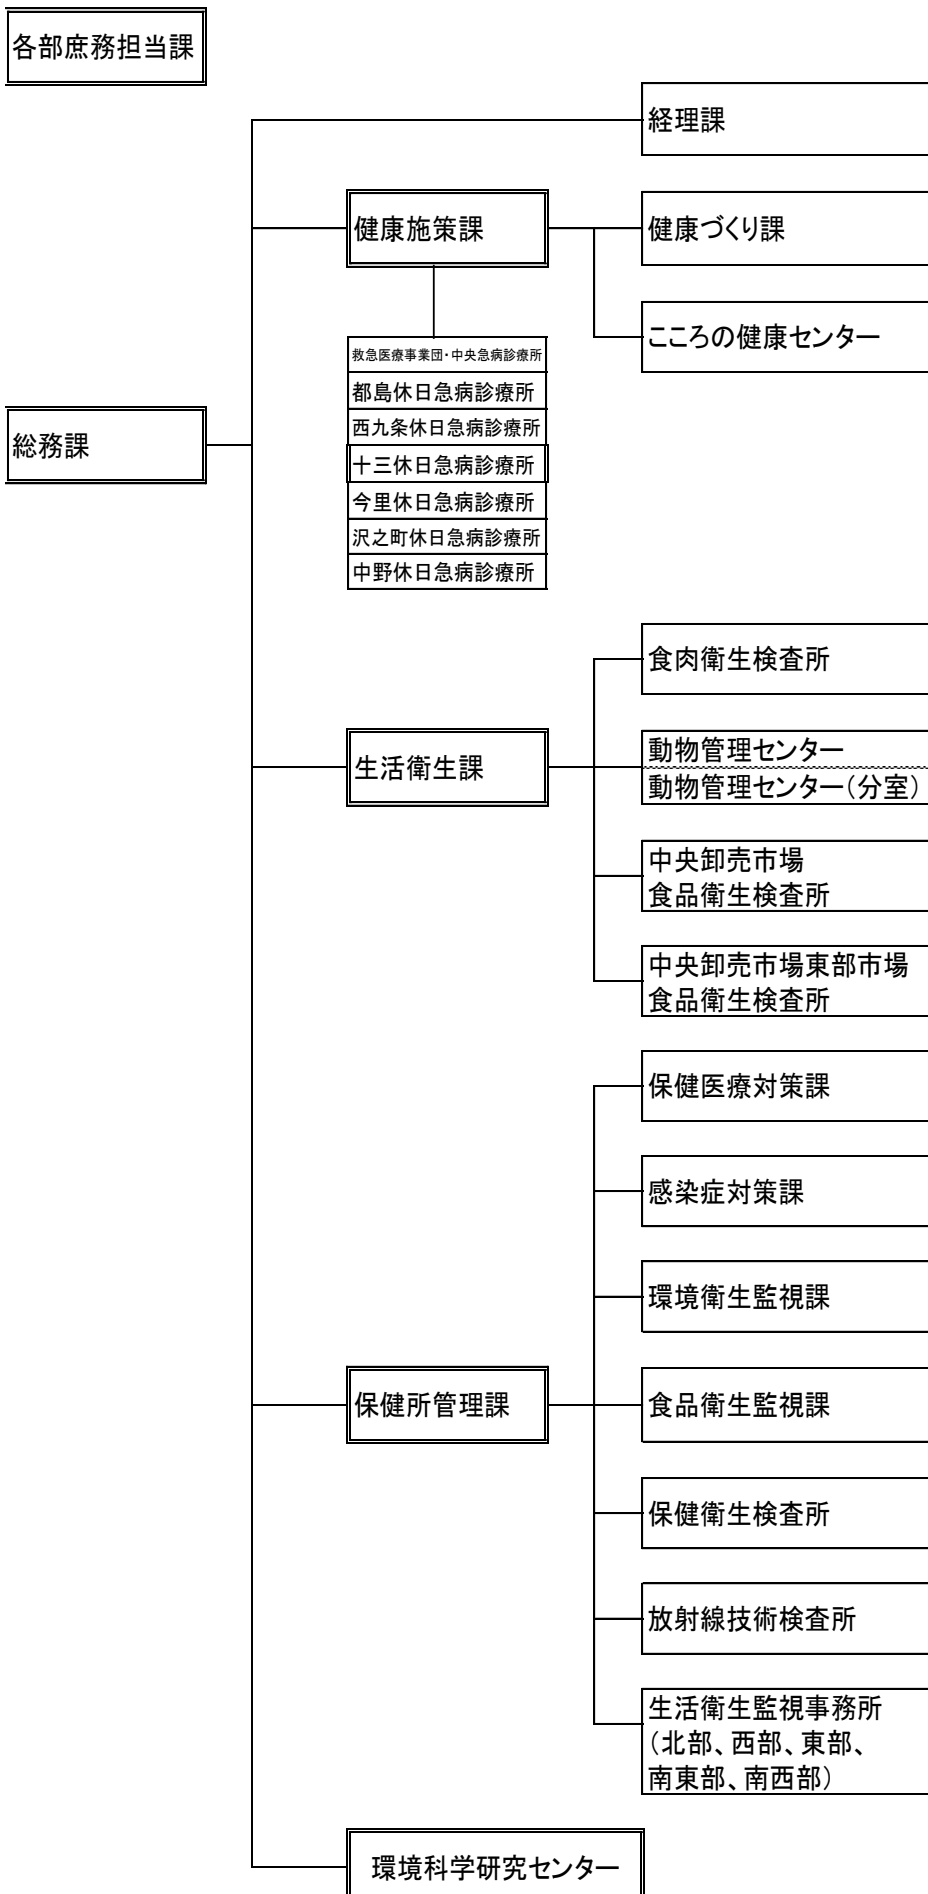 各部庶務担当課
経理課
健康施策課
健康づくり課
こころの健康センター
救急医療事業団・中央急病診療所
都島休日急病診療所
西九条休日急病診療所
十三休日急病診療所
今里休日急病診療所
沢之町休日急病診療所
中野休日急病診療所
総務課
食肉衛生検査所
生活衛生課
動物管理センター
動物管理センター（分室）
中央卸売市場
食品衛生検査所
中央卸売市場東部市場
食品衛生検査所
保健医療対策課
感染症対策課
環境衛生監視課
保健所管理課
食品衛生監視課
保健衛生検査所
放射線技術検査所
生活衛生監視事務所
（北部、西部、東部、
南東部、南西部）
環境科学研究センター